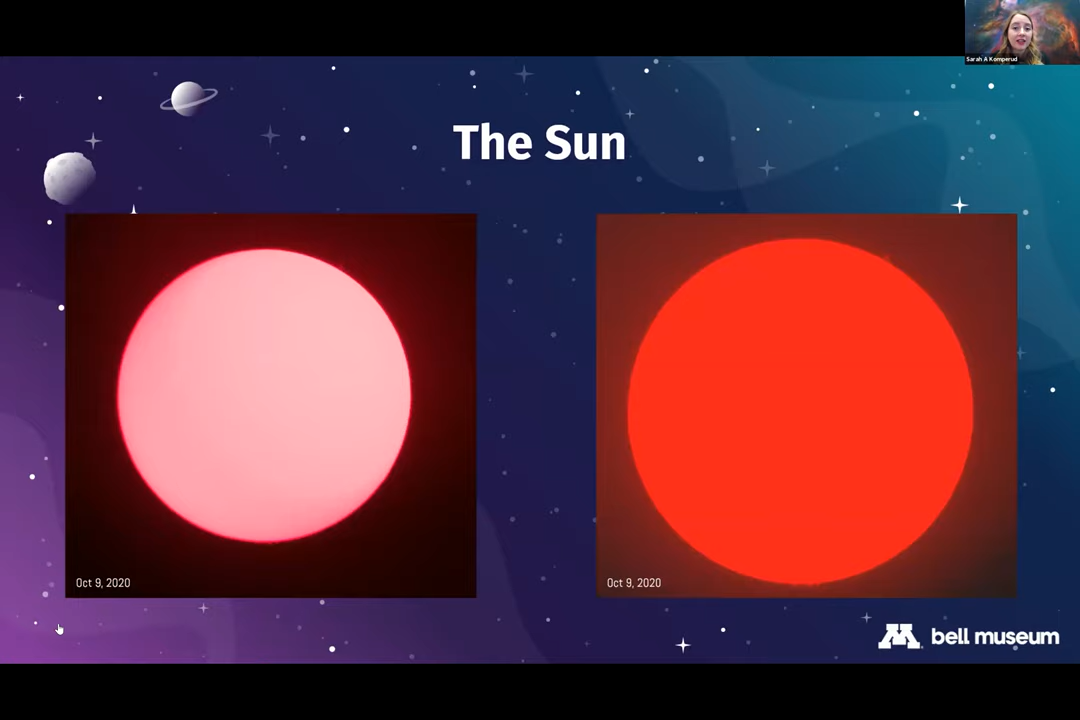 Sarah A Komperud
The Sun
Oct 9, 2020
Oct 9, 2020
M bell museum